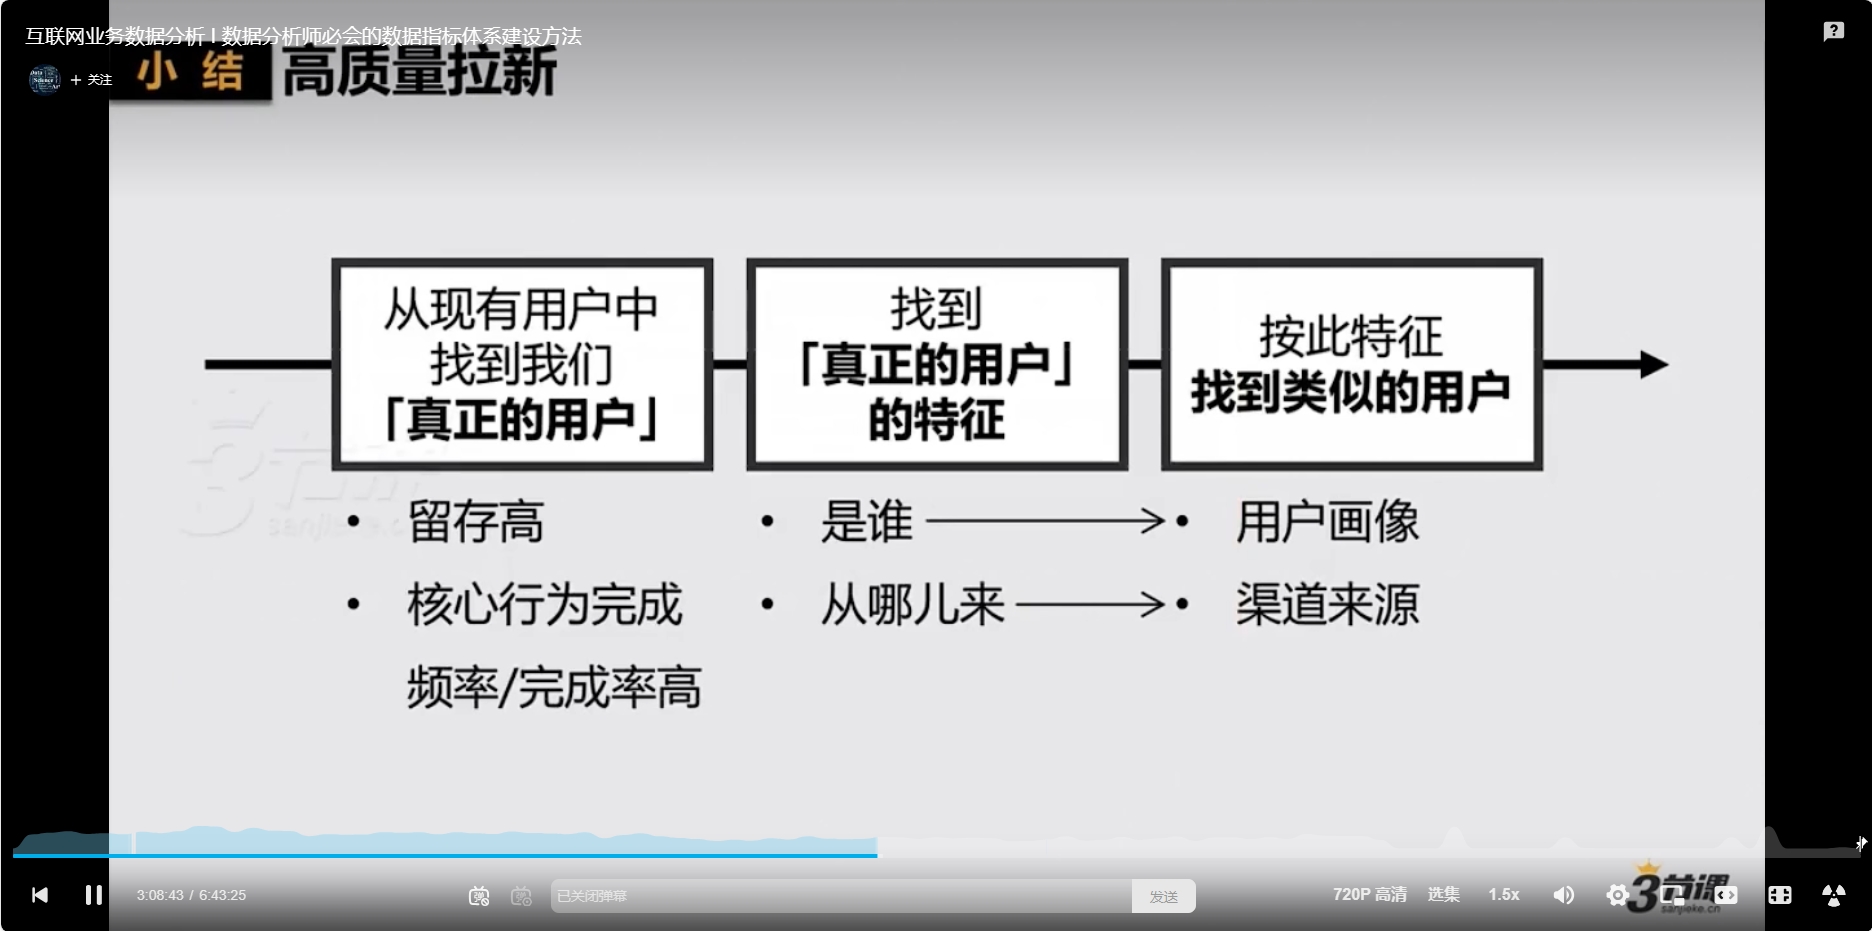 互联网业务数据分析 | 数据分析师必会的数据指标体系建设方法
+ 关注
小 结 高质量拉新
从现有用户中
找到我们
「真正的用户」
找到
「真正的用户」
的特征
按此特征
找到类似的用户
• 留存高
• 核心行为完成
频率/完成率高
• 是谁
• 从哪儿来
• 用户画像
• 渠道来源
3节课
sanjieke.cn
3:08:43 / 6:43:25
已关闭弹幕
发送
720P 高清
选集
1.5x
3节课
sanjieke.cn